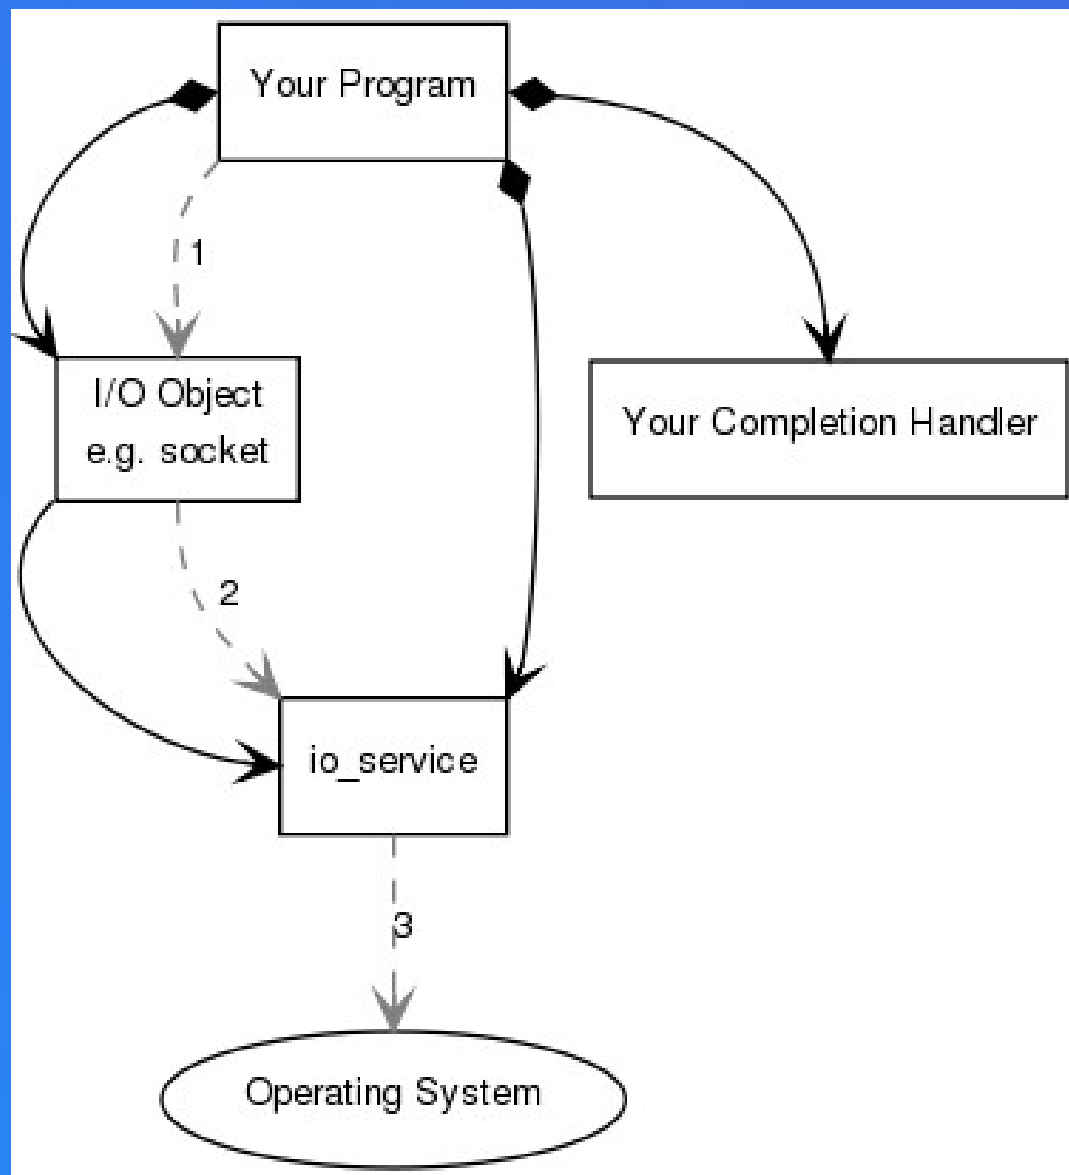 Your Program
1
I/O Object
e.g. socket
Your Completion Handler
2
io_service
3
Operating System